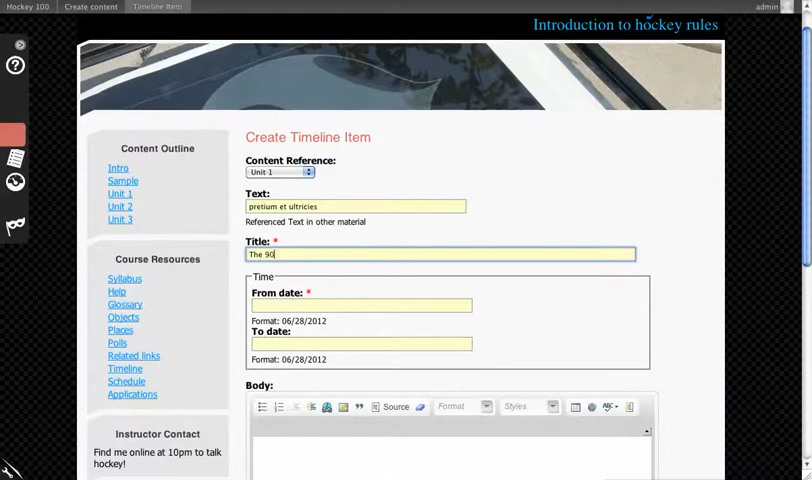 Hockey 100
Create content
Timeline Item
admin
Introduction to hockey rules
Content Outline
Intro
Sample
Unit 1
Unit 2
Unit 3
Course Resources
Syllabus
Help
Glossary
Objects
Places
Polls
Related links
Timeline
Schedule
Applications
Instructor Contact
Find me online at 10pm to talk
hockey!
Create Timeline Item
Content Reference:
Unit 1
Text:
pretium et ultricies
Referenced Text in other material
Title: *
The 90
Time
From date: *
Format: 06/28/2012
To date:
Format: 06/28/2012
Body:
Source
Format
Styles
ABC